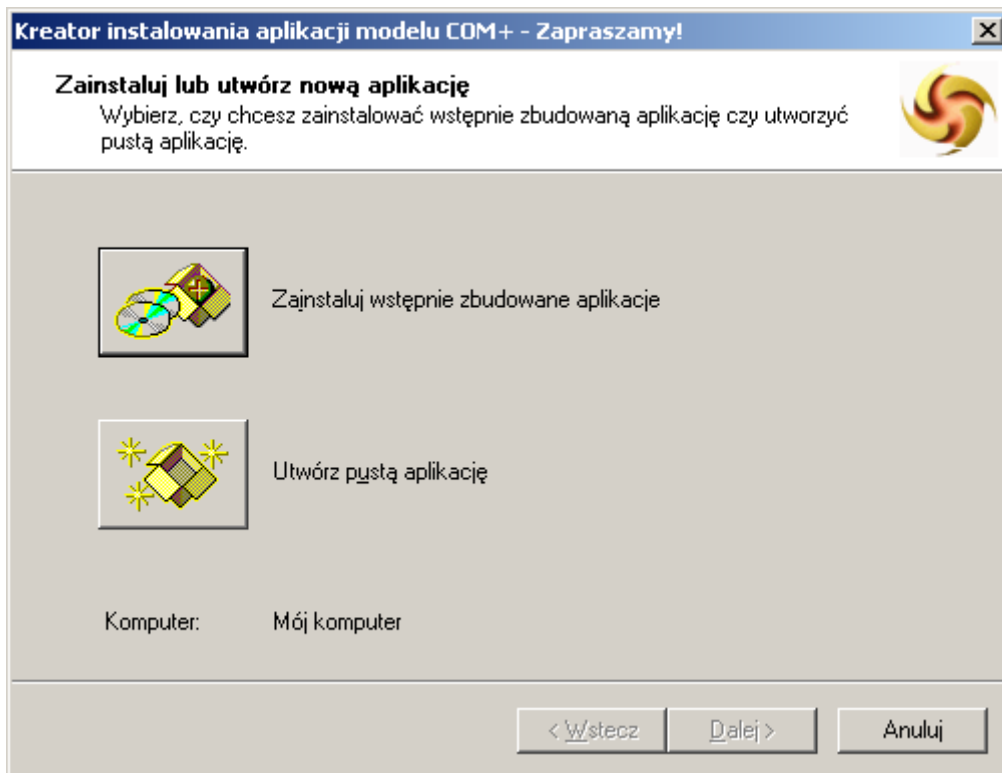 Kreator instalowania aplikacji modelu COM+ - Zapraszamy!
Zainstaluj lub utwórz nową aplikację
Wybierz, czy chcesz zainstalować wstępnie zbudowaną aplikację czy utworzyć
pustą aplikację.
Zainstaluj wstępnie zbudowane aplikacje
Utwórz pustą aplikację
Komputer: Mój komputer
< Wstecz Dalej > Anuluj